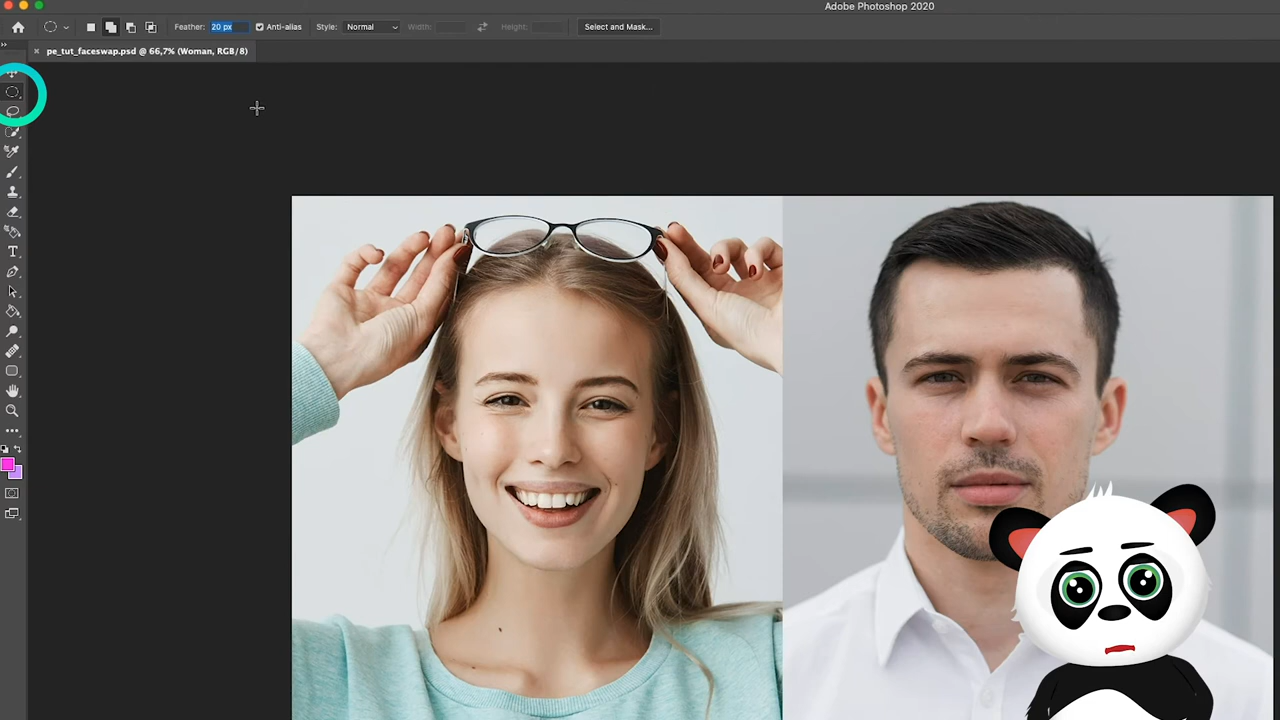 Adobe Photoshop 2020
Feather: 20 px Anti-alias Style: Normal Width: Height: Select and Mask...
pe_tut_faceswap.psd @ 66,7% (Woman, RGB/8)
T